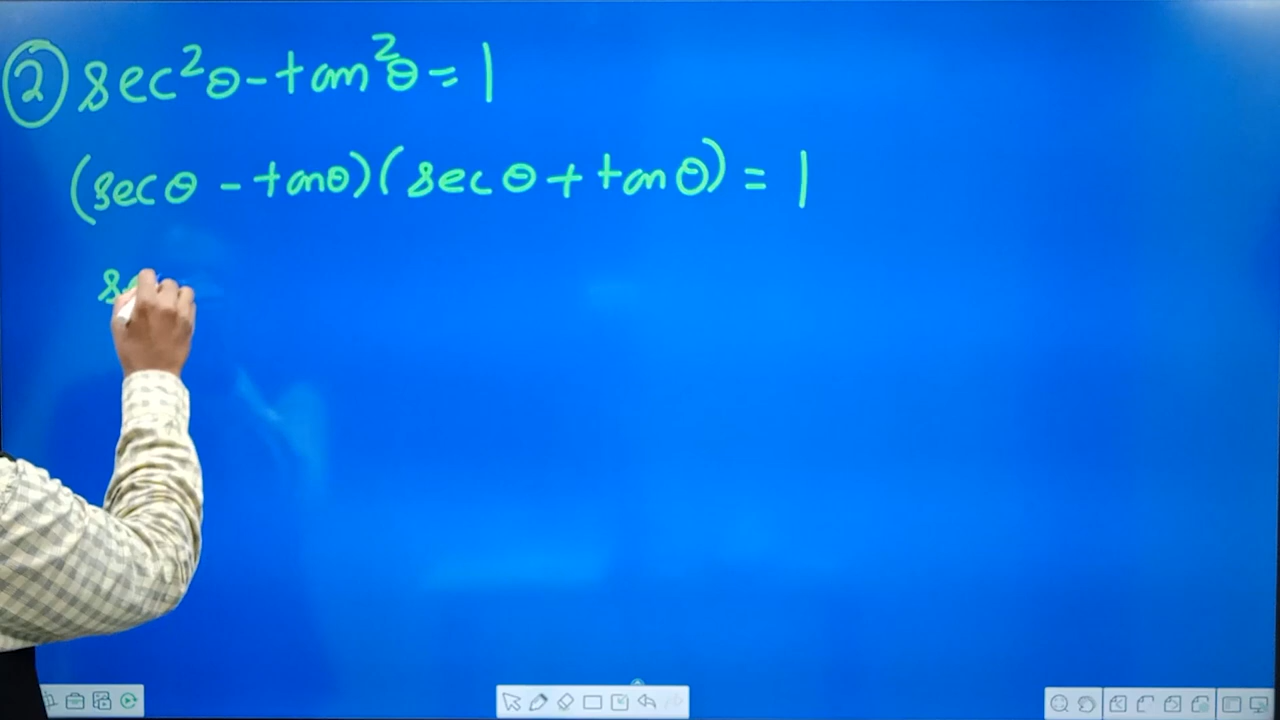 ② sec²θ-tan²θ=1
(secθ - tanθ)(secθ + tanθ) = 1